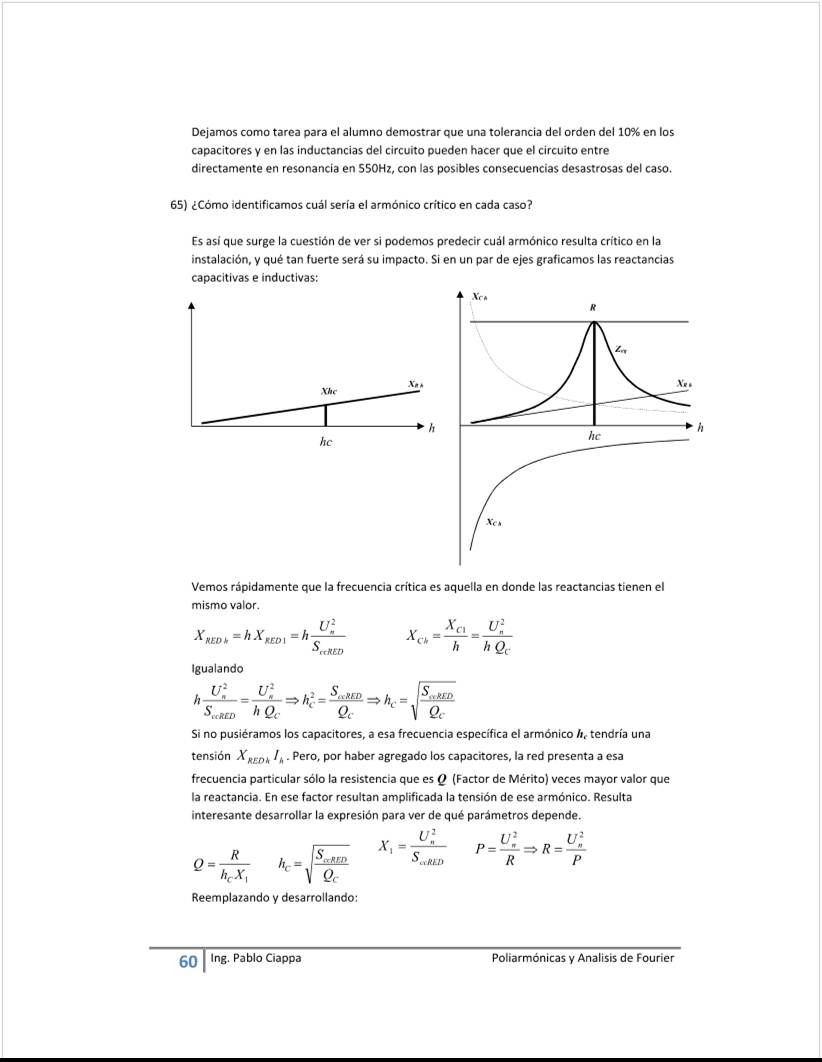 Dejamos como tarea para el alumno demostrar que una tolerancia del orden del 10% en los
capacitores y en las inductancias del circuito pueden hacer que el circuito entre
directamente en resonancia en 550Hz, con las posibles consecuencias desastrosas del caso.
65) ¿Cómo identificamos cuál sería el armónico crítico en cada caso?
Es así que surge la cuestión de ver si podemos predecir cuál armónico resulta crítico en la
instalación, y qué tan fuerte será su impacto. Si en un par de ejes graficamos las reactancias
capacitivas e inductivas:
Xhc
X_{R h}
h
hc
X_{C h}
R
Z_{eq}
X_{R h}
h
hc
X_{C h}
Vemos rápidamente que la frecuencia crítica es aquella en donde las reactancias tienen el
mismo valor.
X_{RED h} = h X_{RED1} = h \frac{U_n^2}{S_{ccRED}}    X_{Ch} = \frac{X_{C1}}{h} = \frac{U_n^2}{h Q_C}
Igualando
h \frac{U_n^2}{S_{ccRED}} = \frac{U_n^2}{h Q_C} ⇒ h_C^2 = \frac{S_{ccRED}}{Q_C} ⇒ h_C = \sqrt{\frac{S_{ccRED}}{Q_C}}
Si no pusiéramos los capacitores, a esa frecuencia específica el armónico h_c tendría una
tensión X_{RED h} I_h . Pero, por haber agregado los capacitores, la red presenta a esa
frecuencia particular sólo la resistencia que es Q (Factor de Mérito) veces mayor valor que
la reactancia. En ese factor resultan amplificada la tensión de ese armónico. Resulta
interesante desarrollar la expresión para ver de qué parámetros depende.
Q = \frac{R}{h_C X_1}    h_C = \sqrt{\frac{S_{ccRED}}{Q_C}}    X_1 = \frac{U_n^2}{S_{ccRED}}    P = \frac{U_n^2}{R} ⇒ R = \frac{U_n^2}{P}
Reemplazando y desarrollando:
60 Ing. Pablo Ciappa    Poliarmónicas y Analisis de Fourier